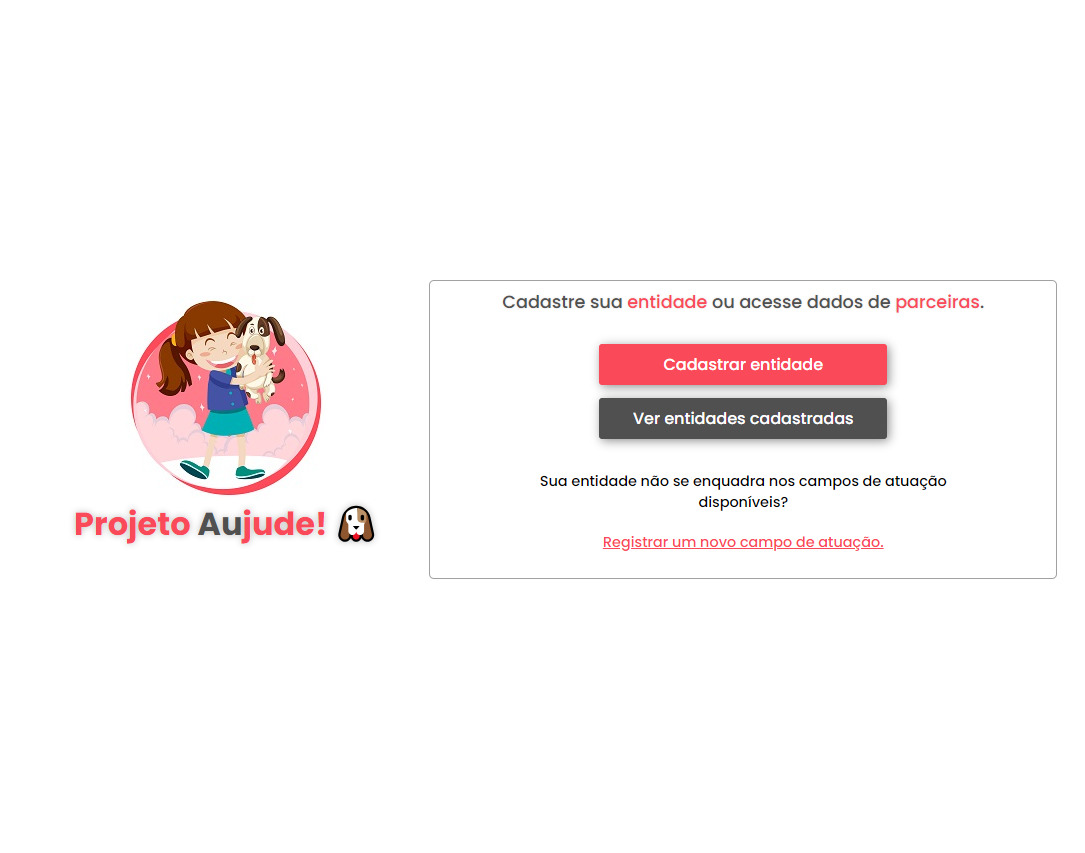 Projeto Aujude!
Cadastre sua entidade ou acesse dados de parceiras.
Cadastrar entidade
Ver entidades cadastradas
Sua entidade não se enquadra nos campos de atuação
disponíveis?
Registrar um novo campo de atuação.